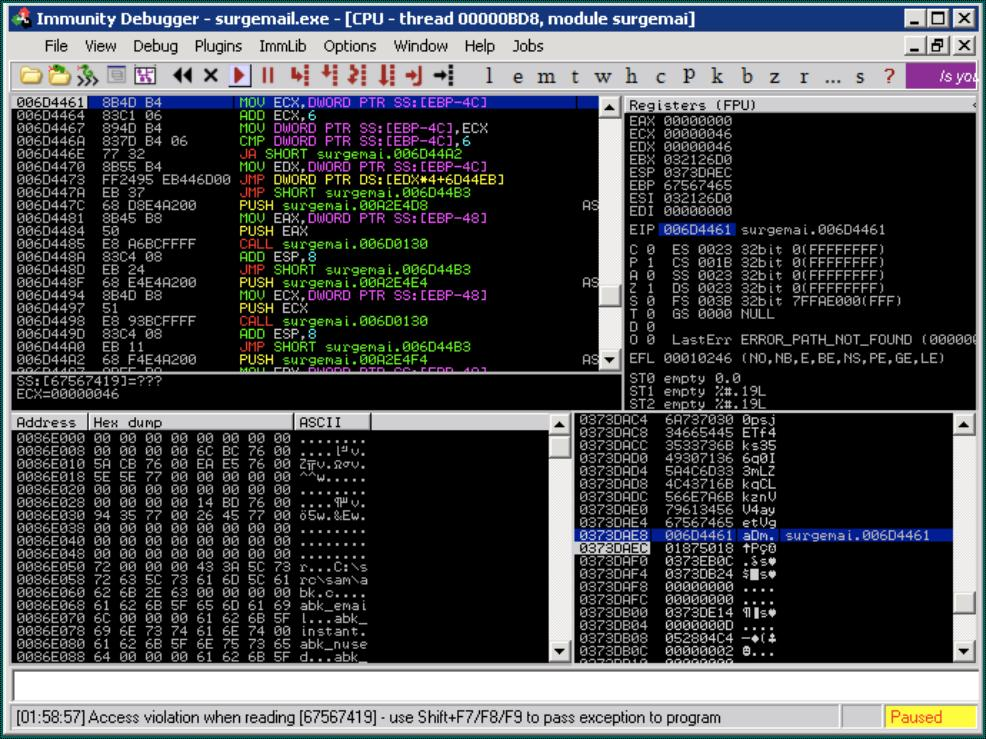 Immunity Debugger - surgemail.exe - [CPU - thread 00000BD8, module surgemai]
File View Debug Plugins ImmLib Options Window Help Jobs
l e m t w h c P k b z r ... s ?
Is you
006D4461 8B4D B4 MOV ECX,DWORD PTR SS:[EBP-4C]
006D4464 83C1 06 ADD ECX,6
006D4467 894D B4 MOV DWORD PTR SS:[EBP-4C],ECX
006D446A 837D B4 06 CMP DWORD PTR SS:[EBP-4C],6
006D446E 77 32 JA SHORT surgemai.006D44A2
006D4470 8B55 B4 MOV EDX,DWORD PTR SS:[EBP-4C]
006D4473 FF2495 EB446D00 JMP DWORD PTR DS:[EDX*4+6D44EB]
006D447A EB 37 JMP SHORT surgemai.006D44B3
006D447C 68 D8E4A200 PUSH surgemai.00A2E4D8 AS
006D4481 8B45 B8 MOV EAX,DWORD PTR SS:[EBP-48]
006D4484 50 PUSH EAX
006D4485 E8 A6BCFFFF CALL surgemai.006D0130
006D448A 83C4 08 ADD ESP,8
006D448D EB 24 JMP SHORT surgemai.006D44B3
006D448F 68 E4E4A200 PUSH surgemai.00A2E4E4 AS
006D4494 8B4D B8 MOV ECX,DWORD PTR SS:[EBP-48]
006D4497 51 PUSH ECX
006D4498 E8 93BCFFFF CALL surgemai.006D0130
006D449D 83C4 08 ADD ESP,8
006D44A0 EB 11 JMP SHORT surgemai.006D44B3
006D44A2 68 F4E4A200 PUSH surgemai.00A2E4F4 AS
SS:[67567419]=???
ECX=00000046
Registers (FPU)
EAX 00000000
ECX 00000046
EDX 00000046
EBX 032126D0
ESP 0373DAEC
EBP 67567465
ESI 032126D0
EDI 00000000
EIP 006D4461 surgemai.006D4461
C 0 ES 0023 32bit 0(FFFFFFFF)
P 1 CS 001B 32bit 0(FFFFFFFF)
A 0 SS 0023 32bit 0(FFFFFFFF)
Z 1 DS 0023 32bit 0(FFFFFFFF)
S 0 FS 003B 32bit 7FFAE000(FFF)
T 0 GS 0000 NULL
D 0
O 0 LastErr ERROR_PATH_NOT_FOUND (000000
EFL 00010246 (NO,NB,E,BE,NS,PE,GE,LE)
ST0 empty 0.0
ST1 empty %#.19L
ST2 empty %#.19L
Address Hex dump ASCII
0086E000 00 00 00 00 00 00 00 00 ........
0086E008 00 00 00 00 6C BC 76 00 ....l╝v.
0086E010 5A CB 76 00 EA E5 76 00 Z╦v.Ωσv.
0086E018 5E 5E 77 00 00 00 00 00 ^^w.....
0086E020 00 00 00 00 00 00 00 00 ........
0086E028 00 00 00 00 14 BD 76 00 ....¶╜v.
0086E030 94 35 77 00 26 45 77 00 ö5w.&Ew.
0086E038 00 00 00 00 00 00 00 00 ........
0086E040 00 00 00 00 00 00 00 00 ........
0086E048 00 00 00 00 00 00 00 00 ........
0086E050 72 00 00 00 43 3A 5C 73 r...C:\s
0086E058 72 63 5C 73 61 6D 5C 61 rc\sam\a
0086E060 62 6B 2E 63 00 00 00 00 bk.c....
0086E068 61 62 6B 5F 65 6D 61 69 abk_emai
0086E070 6C 00 00 00 61 62 6B 5F l...abk_
0086E078 69 6E 73 74 61 6E 74 00 instant.
0086E080 61 62 6B 5F 6E 75 73 65 abk_nuse
0086E088 64 00 00 00 61 62 6B 5F d...abk_
0373DAC4 6A737030 0psj
0373DAC8 34665445 ETf4
0373DACC 3533736B ks35
0373DAD0 49307136 6q0I
0373DAD4 5A4C6D33 3mLZ
0373DAD8 4C43716B kqCL
0373DADC 566E7A6B kznV
0373DAE0 79613456 V4ay
0373DAE4 67567465 etVg
0373DAE8 006D4461 aDm. surgemai.006D4461
0373DAEC 01875018 ↑Pç☺
0373DAF0 0373EB0C .δs♥
0373DAF4 0373DB24 $█s♥
0373DAF8 00000000 ....
0373DAFC 00000000 ....
0373DB00 0373DE14 ¶▐s♥
0373DB04 0000000D ....
0373DB08 052804C4 ─♦(♣
0373DB0C 00000002 ☻...
[01:58:57] Access violation when reading [67567419] - use Shift+F7/F8/F9 to pass exception to program
Paused